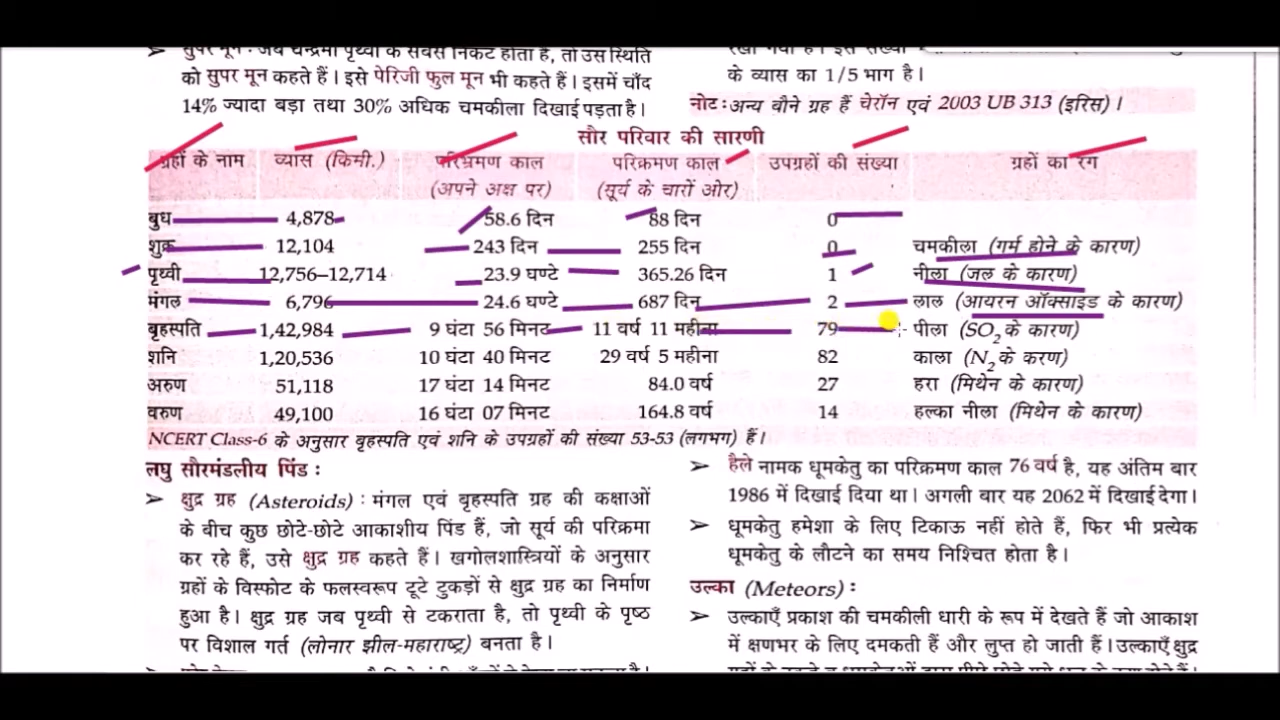 सुपर मून : जब चन्द्रमा पृथ्वी के सबसे निकट होता है, तो उस स्थिति
को सुपर मून कहते हैं। इसे पेरिजी फुल मून भी कहते हैं। इसमें चाँद
14% ज्यादा बड़ा तथा 30% अधिक चमकीला दिखाई पड़ता है।
के व्यास का 1/5 भाग है।
नोट : अन्य बौने ग्रह हैं चेरॉन एवं 2003 UB 313 (इरिस)।
सौर परिवार की सारणी
ग्रहों के नाम व्यास (किमी.) परिभ्रमण काल परिक्रमण काल उपग्रहों की संख्या ग्रहों का रंग
(अपने अक्ष पर) (सूर्य के चारों ओर)
बुध 4,878 58.6 दिन 88 दिन 0
शुक्र 12,104 243 दिन 255 दिन 0 चमकीला (गर्म होने के कारण)
पृथ्वी 12,756–12,714 23.9 घण्टे 365.26 दिन 1 नीला (जल के कारण)
मंगल 6,796 24.6 घण्टे 687 दिन 2 लाल (आयरन ऑक्साइड के कारण)
बृहस्पति 1,42,984 9 घंटा 56 मिनट 11 वर्ष 11 महीना 79 पीला (SO₂ के कारण)
शनि 1,20,536 10 घंटा 40 मिनट 29 वर्ष 5 महीना 82 काला (N₂ के करण)
अरुण 51,118 17 घंटा 14 मिनट 84.0 वर्ष 27 हरा (मिथेन के कारण)
वरुण 49,100 16 घंटा 07 मिनट 164.8 वर्ष 14 हल्का नीला (मिथेन के कारण)
NCERT Class-6 के अनुसार बृहस्पति एवं शनि के उपग्रहों की संख्या 53-53 (लगभग) हैं।
लघु सौरमंडलीय पिंड :
➢ क्षुद्र ग्रह (Asteroids) : मंगल एवं बृहस्पति ग्रह की कक्षाओं
के बीच कुछ छोटे-छोटे आकाशीय पिंड हैं, जो सूर्य की परिक्रमा
कर रहे हैं, उसे क्षुद्र ग्रह कहते हैं। खगोलशास्त्रियों के अनुसार
ग्रहों के विस्फोट के फलस्वरूप टूटे टुकड़ों से क्षुद्र ग्रह का निर्माण
हुआ है। क्षुद्र ग्रह जब पृथ्वी से टकराता है, तो पृथ्वी के पृष्ठ
पर विशाल गर्त (लोनार झील-महाराष्ट्र) बनता है।
➢ हैले नामक धूमकेतु का परिक्रमण काल 76 वर्ष है, यह अंतिम बार
1986 में दिखाई दिया था। अगली बार यह 2062 में दिखाई देगा।
➢ धूमकेतु हमेशा के लिए टिकाऊ नहीं होते हैं, फिर भी प्रत्येक
धूमकेतु के लौटने का समय निश्चित होता है।
उल्का (Meteors) :
➢ उल्काएँ प्रकाश की चमकीली धारी के रूप में देखते हैं जो आकाश
में क्षणभर के लिए दमकती हैं और लुप्त हो जाती हैं। उल्काएँ क्षुद्र